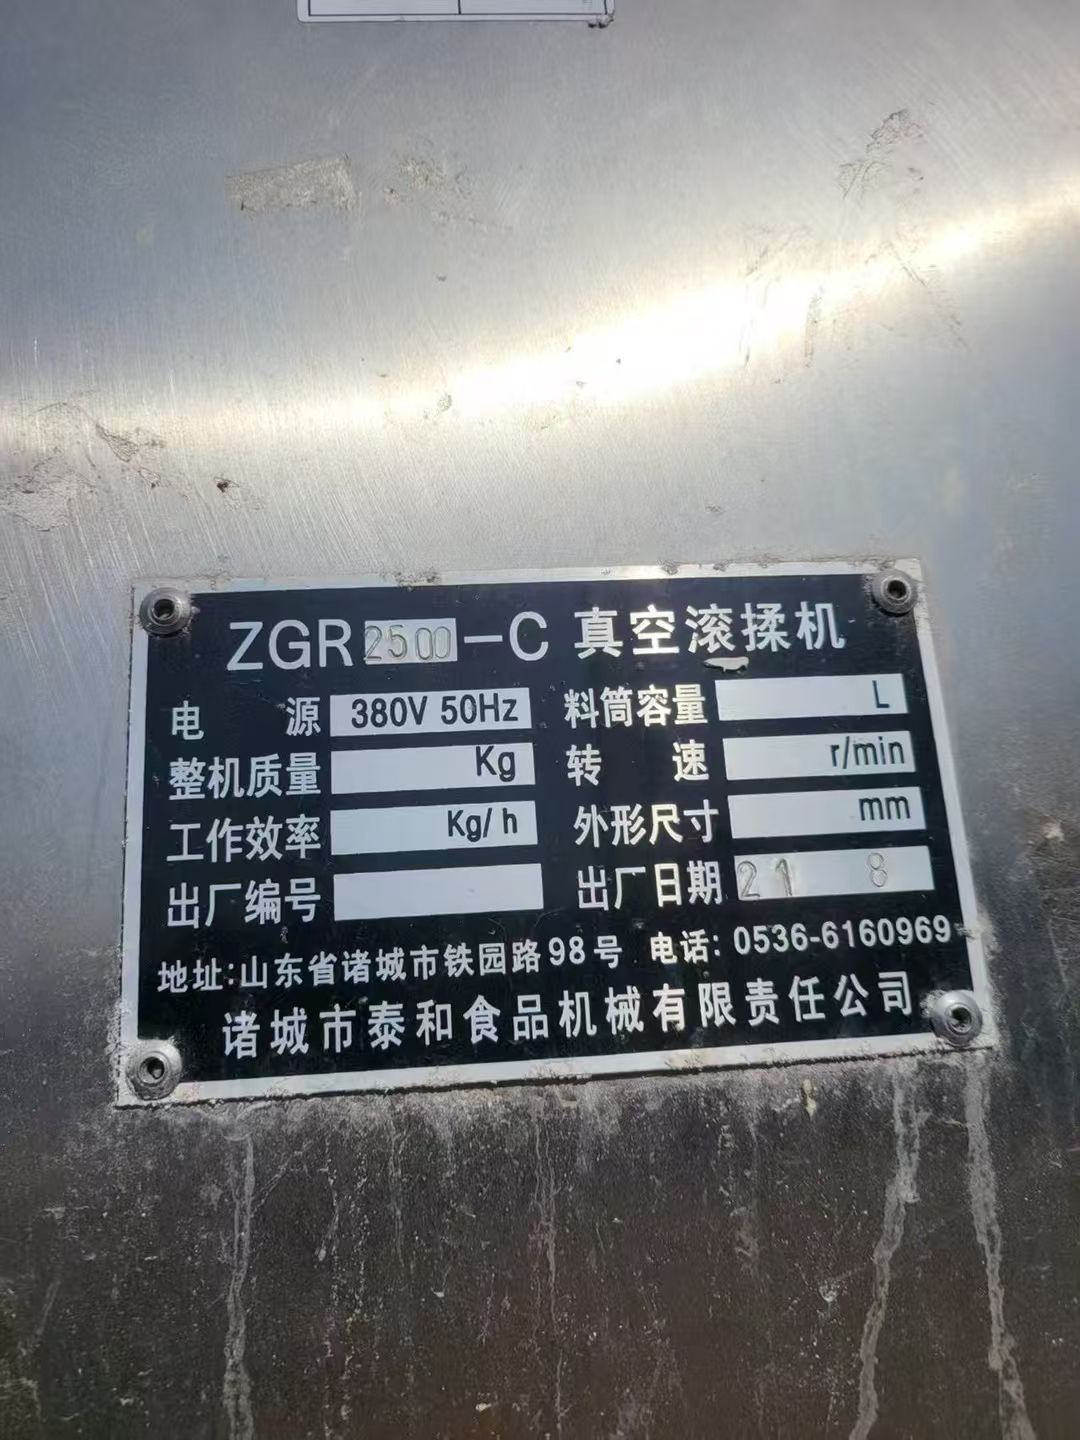 ZGR2500-C 真空滚揉机
电 源 380V 50Hz 料筒容量 L
整机质量 Kg 转 速 r/min
工作效率 Kg/h 外形尺寸 mm
出厂编号 出厂日期 21 8
地址:山东省诸城市铁园路98号 电话: 0536-6160969
诸城市泰和食品机械有限责任公司